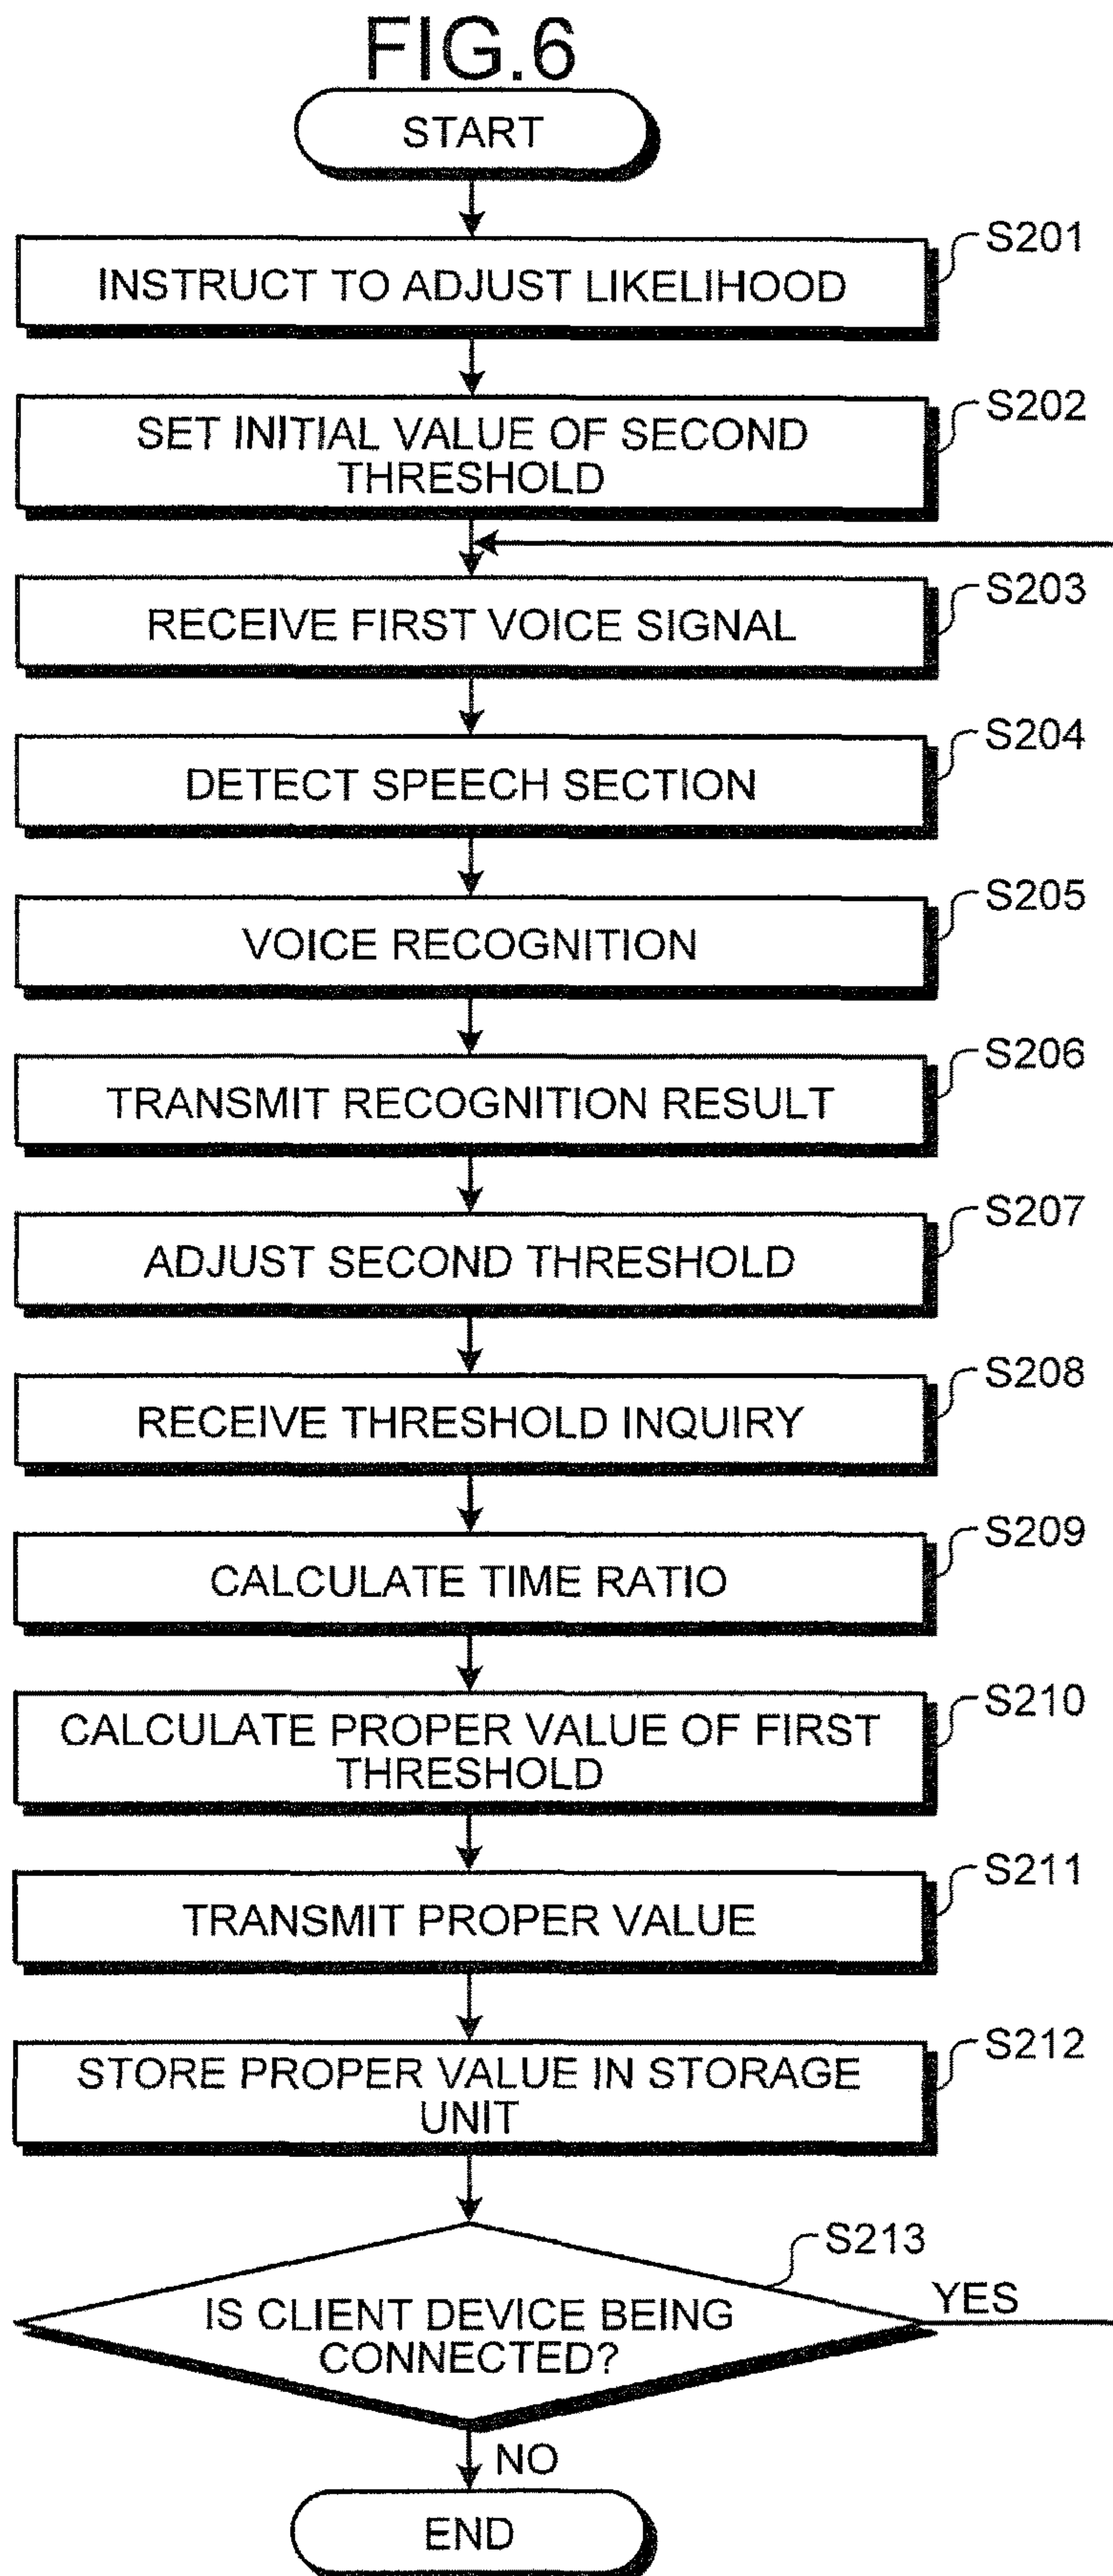 FIG.6
START
S201
INSTRUCT TO ADJUST LIKELIHOOD
S202
SET INITIAL VALUE OF SECOND
THRESHOLD
S203
RECEIVE FIRST VOICE SIGNAL
S204
DETECT SPEECH SECTION
S205
VOICE RECOGNITION
S206
TRANSMIT RECOGNITION RESULT
S207
ADJUST SECOND THRESHOLD
S208
RECEIVE THRESHOLD INQUIRY
S209
CALCULATE TIME RATIO
S210
CALCULATE PROPER VALUE OF FIRST
THRESHOLD
S211
TRANSMIT PROPER VALUE
S212
STORE PROPER VALUE IN STORAGE
UNIT
S213
IS CLIENT DEVICE BEING
CONNECTED?
YES
NO
END